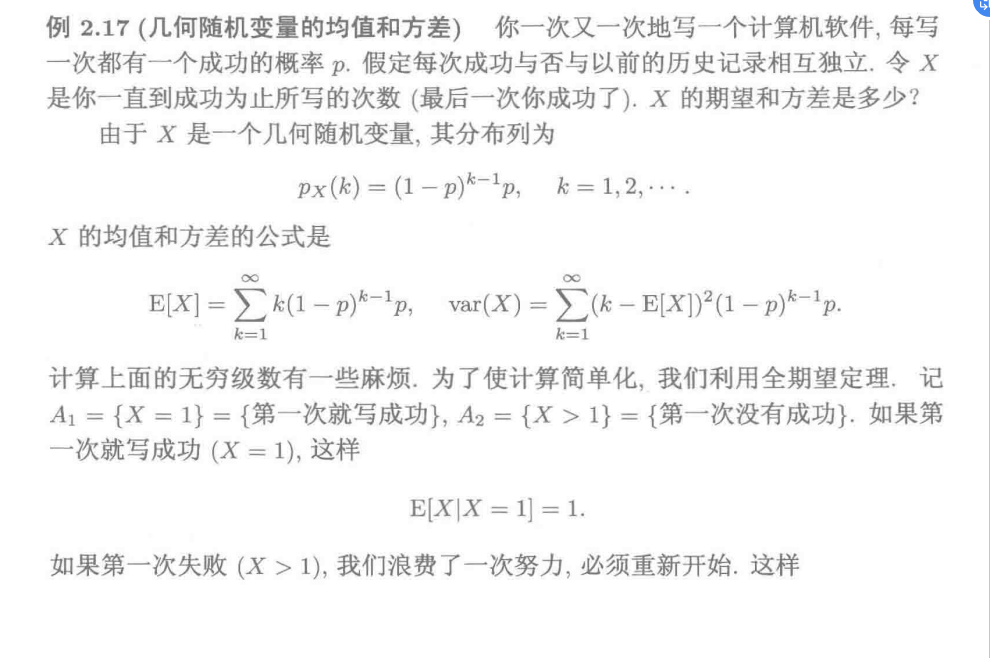 例 2.17 (几何随机变量的均值和方差) 你一次又一次地写一个计算机软件, 每写
一次都有一个成功的概率 p. 假定每次成功与否与以前的历史记录相互独立. 令 X
是你一直到成功为止所写的次数 (最后一次你成功了). X 的期望和方差是多少?
由于 X 是一个几何随机变量, 其分布列为
p_X(k) = (1 − p)^{k−1}p, k = 1, 2, ⋯ .
X 的均值和方差的公式是
E[X] = ∑_{k=1}^{∞} k(1 − p)^{k−1}p, var(X) = ∑_{k=1}^{∞} (k − E[X])^2(1 − p)^{k−1}p.
计算上面的无穷级数有一些麻烦. 为了使计算简单化, 我们利用全期望定理. 记
A_1 = {X = 1} = {第一次就写成功}, A_2 = {X > 1} = {第一次没有成功}. 如果第
一次就写成功 (X = 1), 这样
E[X|X = 1] = 1.
如果第一次失败 (X > 1), 我们浪费了一次努力, 必须重新开始. 这样